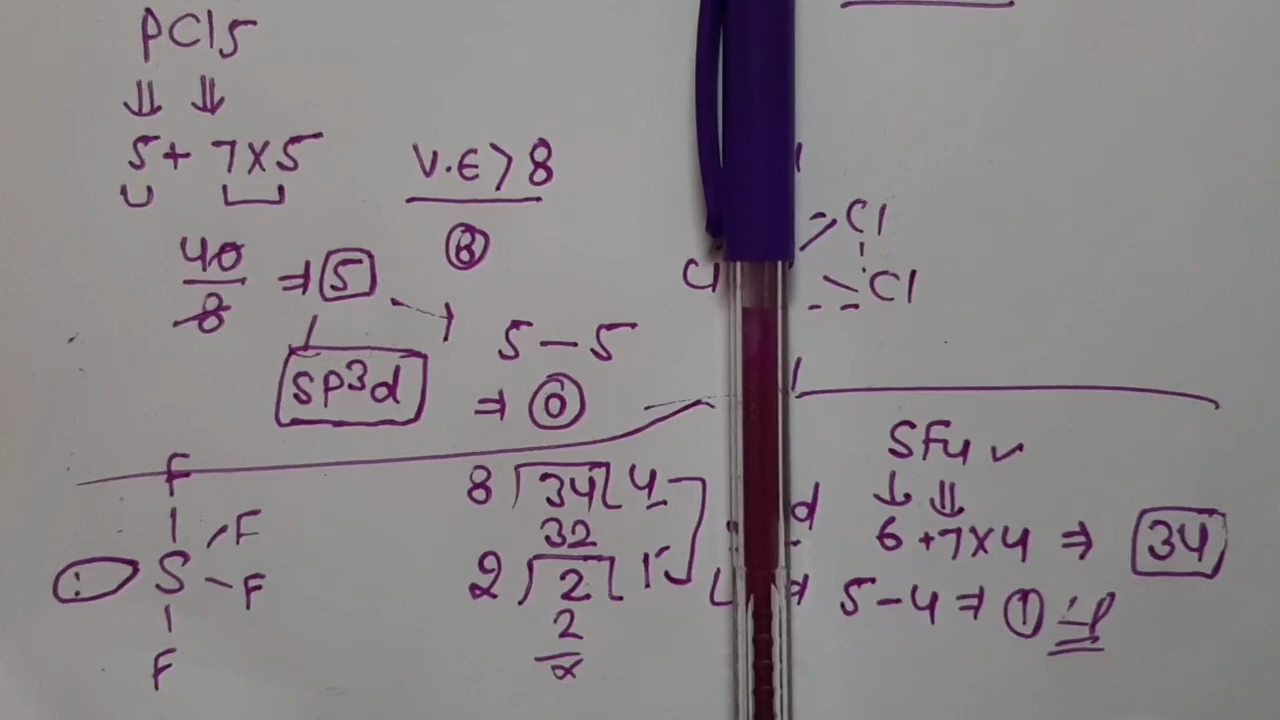 PCl5
⇓ ⇓
5+ 7×5
V.E>8
40/8 ⇒ 5
8
sp3d
5-5
⇒ 0
Cl
Cl
Cl
F
F
:S
F
F
8 34 4
32
2 2 1
2
x
SF4 ✓
↓ ⇓
6+7×4 ⇒ 34
5-4 ⇒ 1 l.p